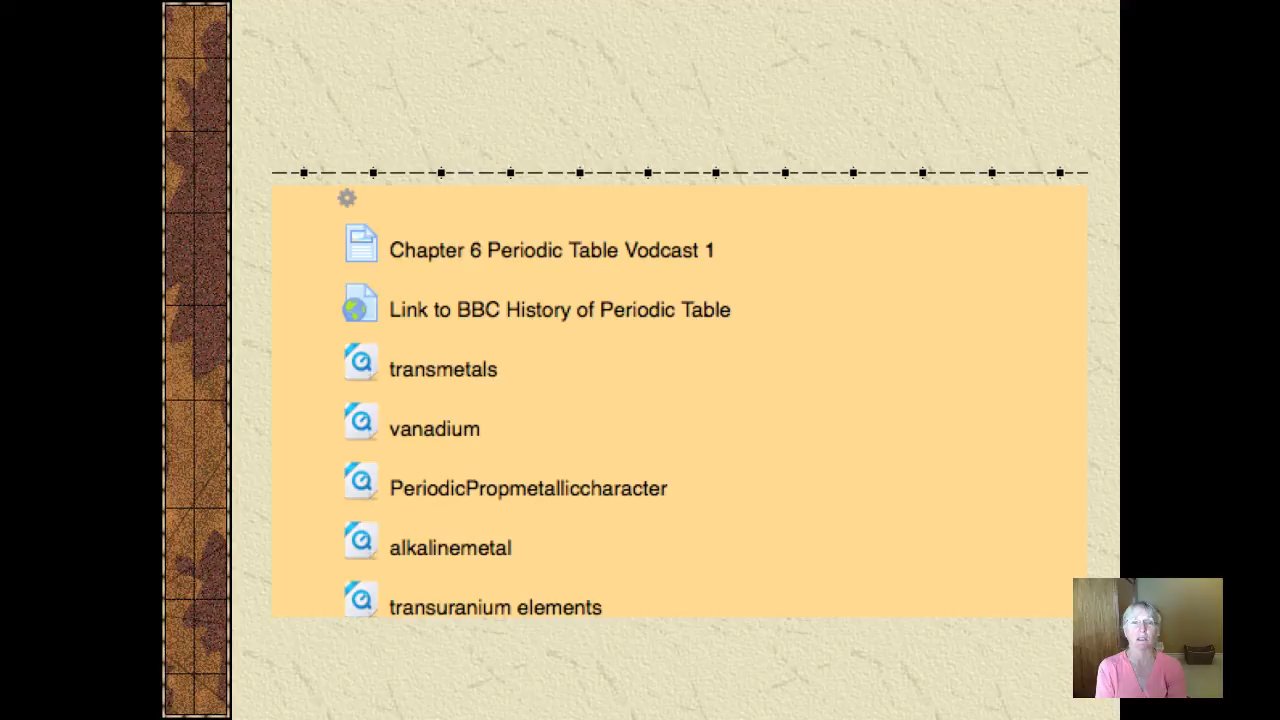 Chapter 6 Periodic Table Vodcast 1
Link to BBC History of Periodic Table
transmetals
vanadium
PeriodicPropmetalliccharacter
alkalinemetal
transuranium elements